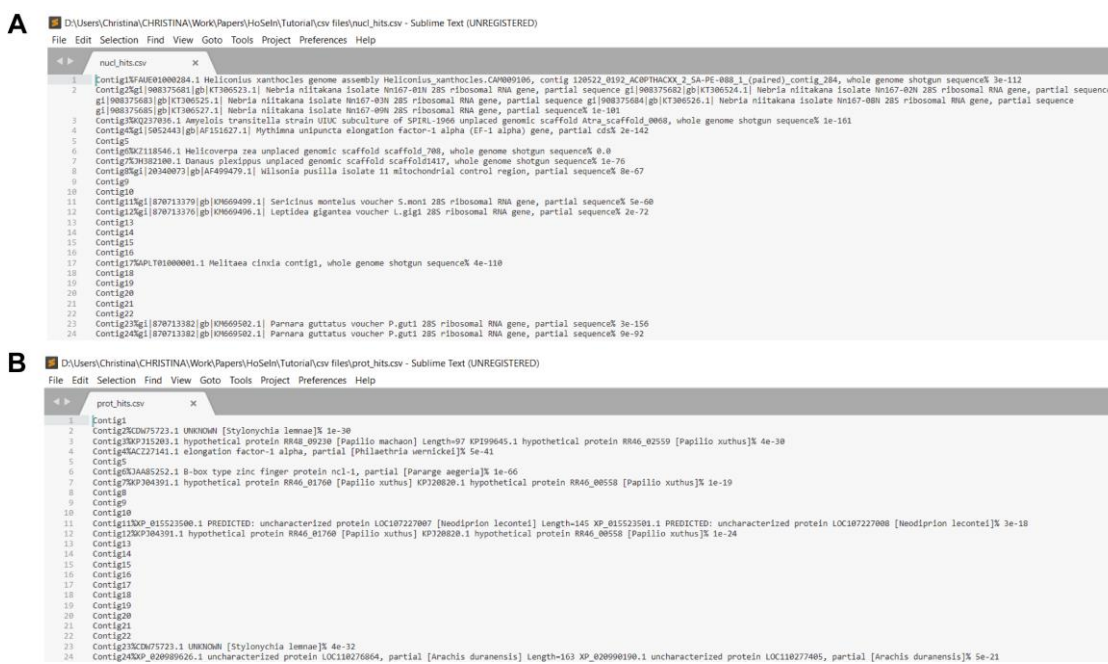 A
D:\Users\Christina\CHRISTINA\Work\Papers\HoSeIn\Tutorial\csv files\nucl_hits.csv - Sublime Text (UNREGISTERED)
File Edit Selection Find View Goto Tools Project Preferences Help
nucl_hits.csv ×
1 Contig1%FAUE01000284.1 Heliconius xanthocles genome assembly Heliconius_xanthocles.CAM009106, contig 120522_0192_AC0PTHACXX_2_SA-PE-088_1_(paired)_contig_284, whole genome shotgun sequence% 3e-112
2 Contig2%gi|908375681|gb|KT306523.1| Nebria niitakana isolate Nn167-01N 28S ribosomal RNA gene, partial sequence gi|908375682|gb|KT306524.1| Nebria niitakana isolate Nn167-02N 28S ribosomal RNA gene, partial sequence
gi|908375683|gb|KT306525.1| Nebria niitakana isolate Nn167-03N 28S ribosomal RNA gene, partial sequence gi|908375684|gb|KT306526.1| Nebria niitakana isolate Nn167-08N 28S ribosomal RNA gene, partial sequence
gi|908375685|gb|KT306527.1| Nebria niitakana isolate Nn167-09N 28S ribosomal RNA gene, partial sequence% 1e-101
3 Contig3%KQ237036.1 Amyelois transitella strain UIUC subculture of SPIRL-1966 unplaced genomic scaffold Atra_scaffold_0068, whole genome shotgun sequence% 1e-161
4 Contig4%gi|5052443|gb|AF151627.1| Mythimna unipuncta elongation factor-1 alpha (EF-1 alpha) gene, partial cds% 2e-142
5 Contig5
6 Contig6%KZ118546.1 Helicoverpa zea unplaced genomic scaffold scaffold_708, whole genome shotgun sequence% 0.0
7 Contig7%JH382100.1 Danaus plexippus unplaced genomic scaffold scaffold1417, whole genome shotgun sequence% 1e-76
8 Contig8%gi|20340073|gb|AF499479.1| Wilsonia pusilla isolate 11 mitochondrial control region, partial sequence% 8e-67
9 Contig9
10 Contig10
11 Contig11%gi|870713379|gb|KM669499.1| Sericinus montelus voucher S.mon1 28S ribosomal RNA gene, partial sequence% 5e-60
12 Contig12%gi|870713376|gb|KM669496.1| Leptidea gigantea voucher L.gig1 28S ribosomal RNA gene, partial sequence% 2e-72
13 Contig13
14 Contig14
15 Contig15
16 Contig16
17 Contig17%APLT01000001.1 Melitaea cinxia contig1, whole genome shotgun sequence% 4e-110
18 Contig18
19 Contig19
20 Contig20
21 Contig21
22 Contig22
23 Contig23%gi|870713382|gb|KM669502.1| Parnara guttatus voucher P.gut1 28S ribosomal RNA gene, partial sequence% 3e-156
24 Contig24%gi|870713382|gb|KM669502.1| Parnara guttatus voucher P.gut1 28S ribosomal RNA gene, partial sequence% 9e-92
B
D:\Users\Christina\CHRISTINA\Work\Papers\HoSeIn\Tutorial\csv files\prot_hits.csv - Sublime Text (UNREGISTERED)
File Edit Selection Find View Goto Tools Project Preferences Help
prot_hits.csv ×
1 Contig1
2 Contig2%CDW75723.1 UNKNOWN [Stylonychia lemnae]% 1e-30
3 Contig3%KPJ15203.1 hypothetical protein RR48_09230 [Papilio machaon] Length=97 KPI99645.1 hypothetical protein RR46_02559 [Papilio xuthus]% 4e-30
4 Contig4%ACZ27141.1 elongation factor-1 alpha, partial [Philaethria wernickei]% 5e-41
5 Contig5
6 Contig6%JAA85252.1 B-box type zinc finger protein ncl-1, partial [Pararge aegeria]% 1e-66
7 Contig7%KPJ04391.1 hypothetical protein RR46_01760 [Papilio xuthus] KPJ20820.1 hypothetical protein RR46_00558 [Papilio xuthus]% 1e-19
8 Contig8
9 Contig9
10 Contig10
11 Contig11%XP_015523500.1 PREDICTED: uncharacterized protein LOC107227007 [Neodiprion lecontei] Length=145 XP_015523501.1 PREDICTED: uncharacterized protein LOC107227008 [Neodiprion lecontei]% 3e-18
12 Contig12%KPJ04391.1 hypothetical protein RR46_01760 [Papilio xuthus] KPJ20820.1 hypothetical protein RR46_00558 [Papilio xuthus]% 1e-24
13 Contig13
14 Contig14
15 Contig15
16 Contig16
17 Contig17
18 Contig18
19 Contig19
20 Contig20
21 Contig21
22 Contig22
23 Contig23%CDW75723.1 UNKNOWN [Stylonychia lemnae]% 4e-32
24 Contig24%XP_020989626.1 uncharacterized protein LOC110276864, partial [Arachis duranensis] Length=163 XP_020990190.1 uncharacterized protein LOC110277405, partial [Arachis duranensis]% 5e-21